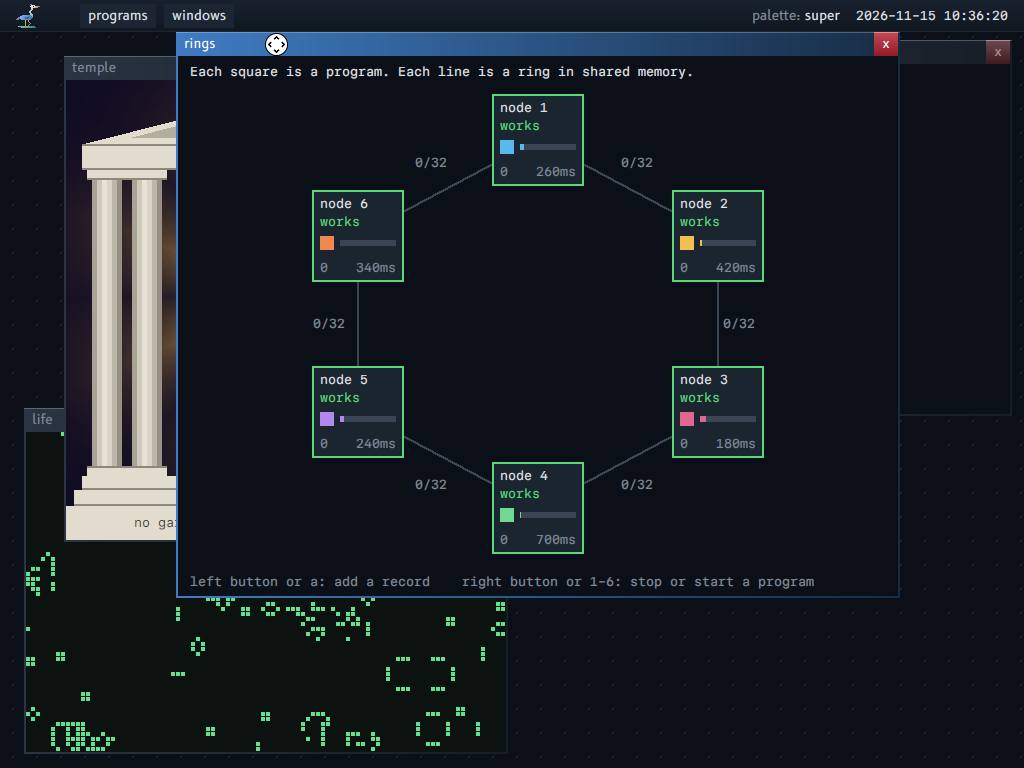 programs windows palette: super 2026-11-15 10:36:20
rings x
x
temple
Each square is a program. Each line is a ring in shared memory.
node 1
works
0 260ms
0/32 0/32
node 6
works
0 340ms
node 2
works
0 420ms
0/32 0/32
node 5
works
0 240ms
node 3
works
0 180ms
life
0/32 0/32
node 4
works
0 700ms
no ga
left button or a: add a record right button or 1-6: stop or start a program